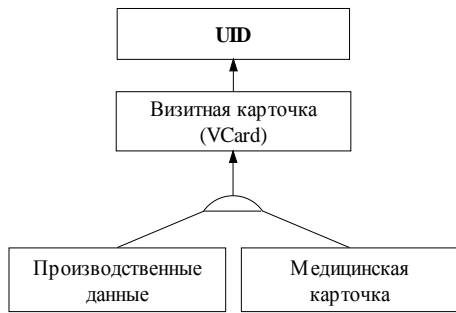 UID
Визитная карточка
(VCard)
Производственные
данные
Медицинская
карточка